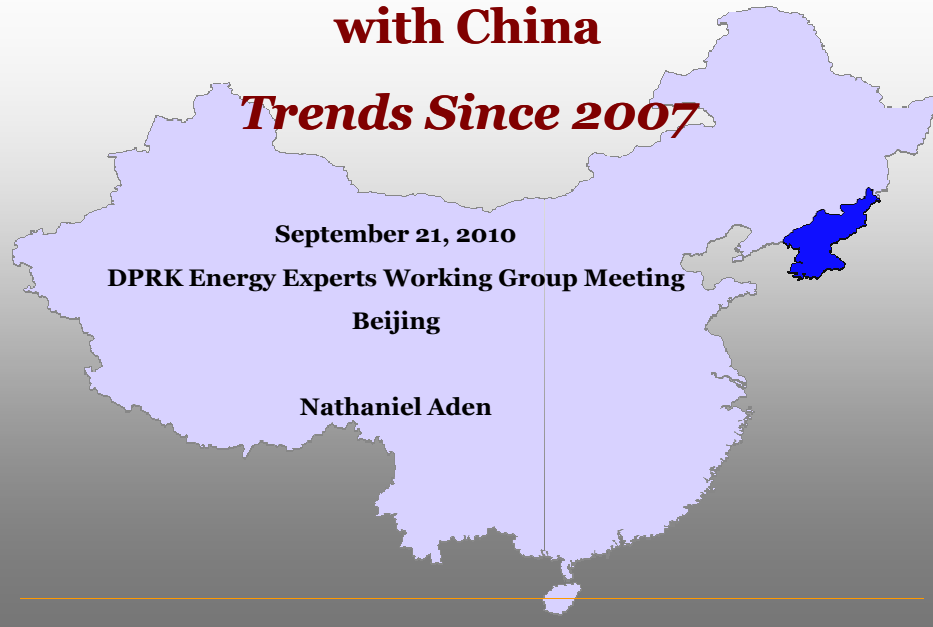 with China
Trends Since 2007
September 21, 2010
DPRK Energy Experts Working Group Meeting
Beijing
Nathaniel Aden